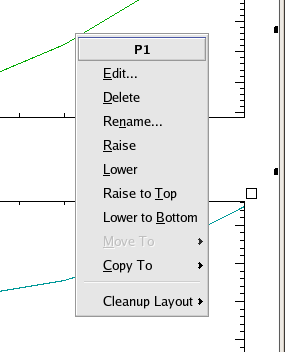 P1
Edit...
Delete
Rename...
Raise
Lower
Raise to Top
Lower to Bottom
Move To
Copy To
Cleanup Layout